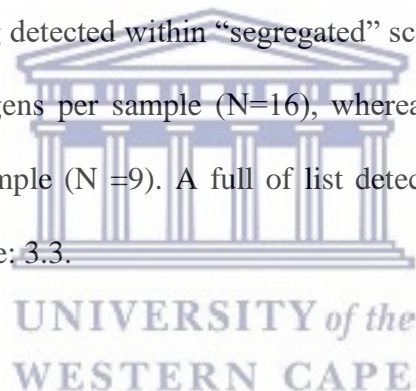 detected within “segregated” sc
gens per sample (N=16), wherea
mple (N =9). A full of list detec
e: 3.3.
UNIVERSITY of the
WESTERN CAPE